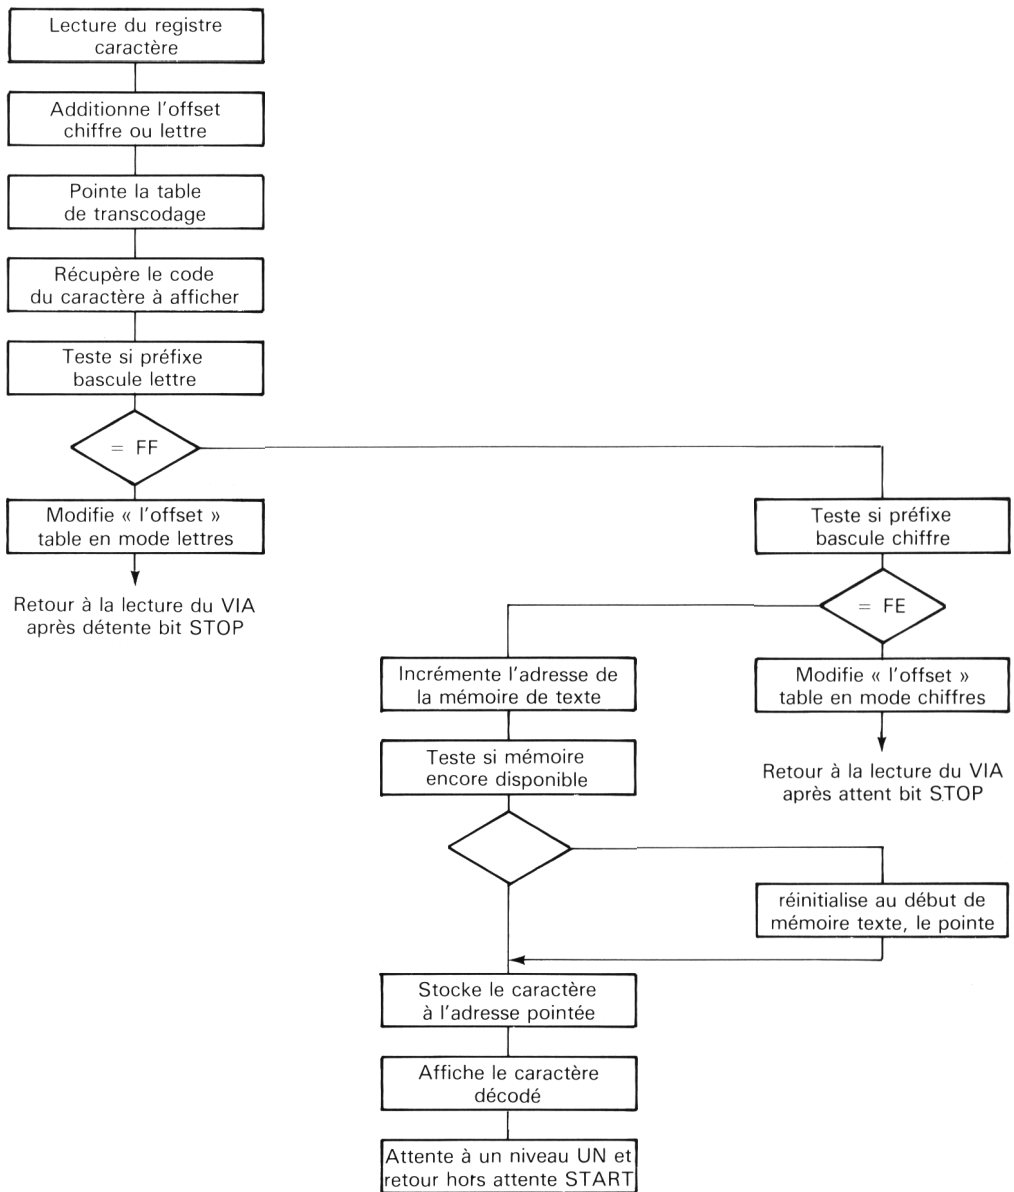 Lecture du registre
caractère
Additionne l'offset
chiffre ou lettre
Pointe la table
de transcodage
Récupère le code
du caractère à afficher
Teste si préfixe
bascule lettre
= FF
Modifie « l'offset »
table en mode lettres
Retour à la lecture du VIA
après détente bit STOP
Teste si préfixe
bascule chiffre
= FE
Modifie « l'offset »
table en mode chiffres
Retour à la lecture du VIA
après attent bit STOP
Incrémente l'adresse de
la mémoire de texte
Teste si mémoire
encore disponible
réinitialise au début de
mémoire texte, le pointe
Stocke le caractère
à l'adresse pointée
Affiche le caractère
décodé
Attente à un niveau UN et
retour hors attente START